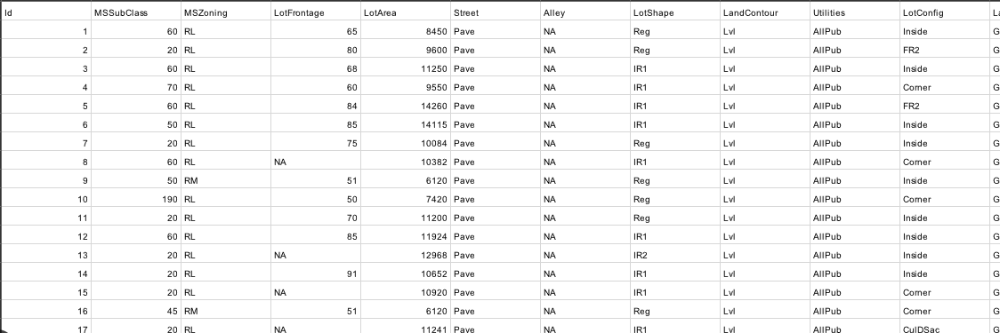 Id MSSubClass MSZoning LotFrontage LotArea Street Alley LotShape LandContour Utilities LotConfig
1 60 RL 65 8450 Pave NA Reg Lvl AllPub Inside G
2 20 RL 80 9600 Pave NA Reg Lvl AllPub FR2 G
3 60 RL 68 11250 Pave NA IR1 Lvl AllPub Inside G
4 70 RL 60 9550 Pave NA IR1 Lvl AllPub Corner G
5 60 RL 84 14260 Pave NA IR1 Lvl AllPub FR2 G
6 50 RL 85 14115 Pave NA IR1 Lvl AllPub Inside G
7 20 RL 75 10084 Pave NA Reg Lvl AllPub Inside G
8 60 RL NA 10382 Pave NA IR1 Lvl AllPub Corner G
9 50 RM 51 6120 Pave NA Reg Lvl AllPub Inside G
10 190 RL 50 7420 Pave NA Reg Lvl AllPub Corner G
11 20 RL 70 11200 Pave NA Reg Lvl AllPub Inside G
12 60 RL 85 11924 Pave NA IR1 Lvl AllPub Inside G
13 20 RL NA 12968 Pave NA IR2 Lvl AllPub Inside G
14 20 RL 91 10652 Pave NA IR1 Lvl AllPub Inside G
15 20 RL NA 10920 Pave NA IR1 Lvl AllPub Corner G
16 45 RM 51 6120 Pave NA Reg Lvl AllPub Corner G
17 20 RL NA 11241 Pave NA IR1 Lvl AllPub CulDSac G